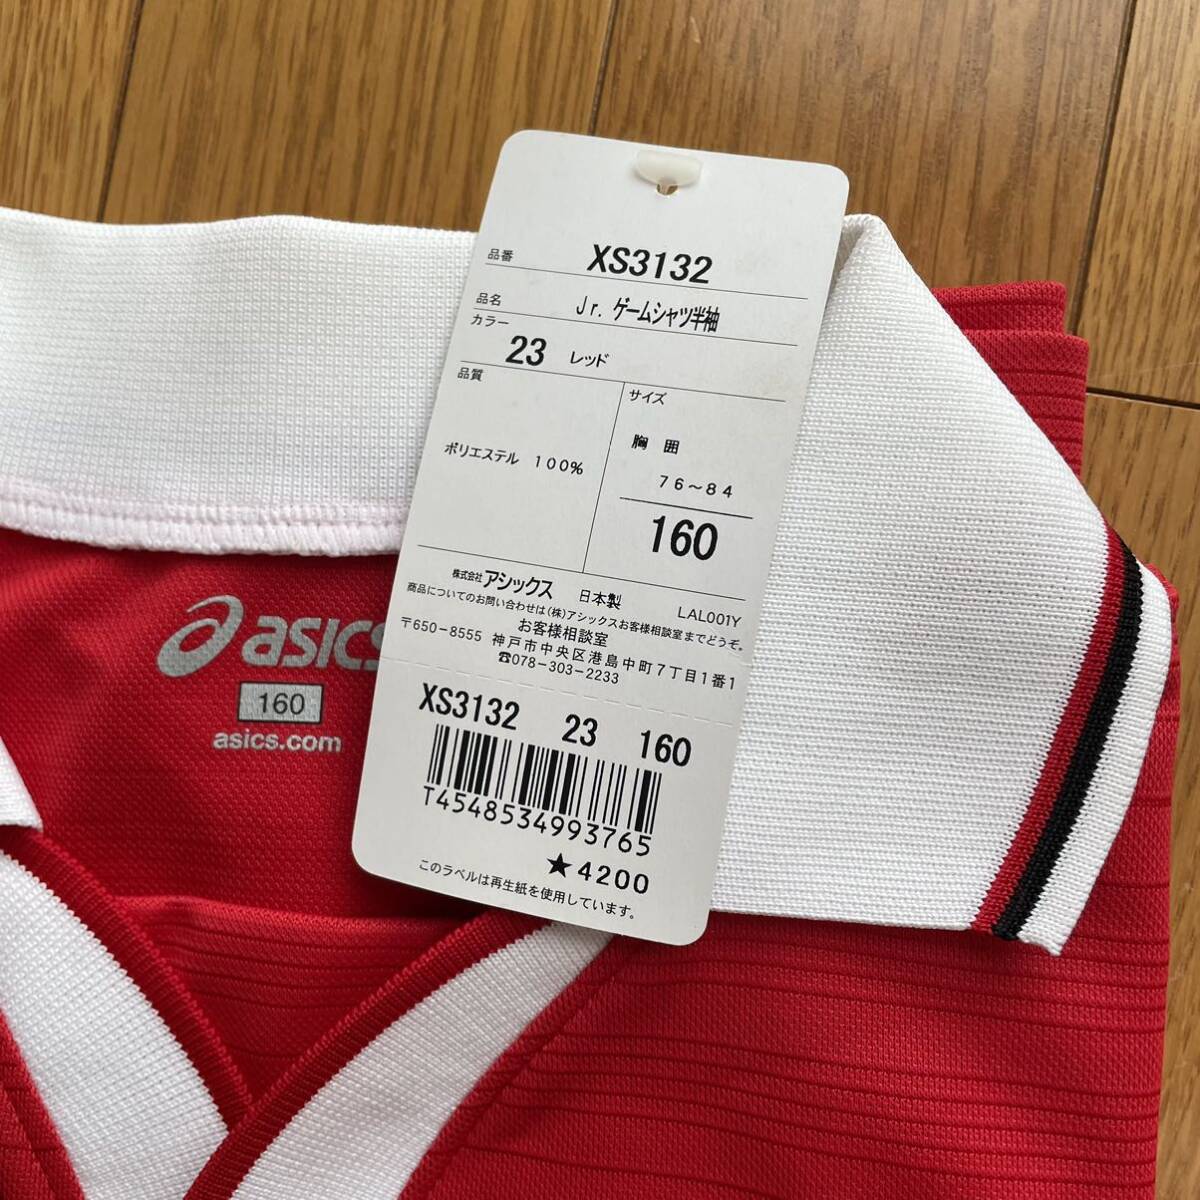 品番 XS3132
品名 Jr. ゲームシャツ半袖
カラー 23 レッド
品質
ポリエステル 100%
サイズ
胸囲
76～84
160
株式会社 アシックス 日本製 LAL001Y
商品についてのお問い合わせは(株)アシックスお客様相談室までどうぞ。
お客様相談室
〒650-8555 神戸市中央区港島中町7丁目1番1
☎078-303-2233
XS3132 23 160
T4548534993765
★4200
このラベルは再生紙を使用しています。
asics
160
asics.com